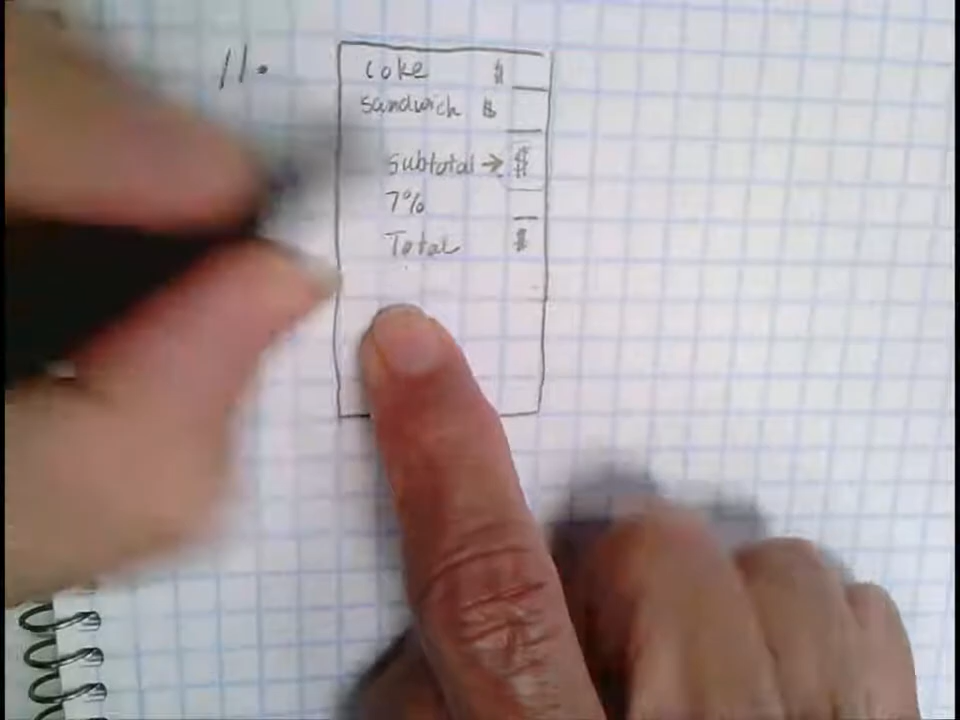 11.
coke $
sandwich $
subtotal → $
7%
Total $